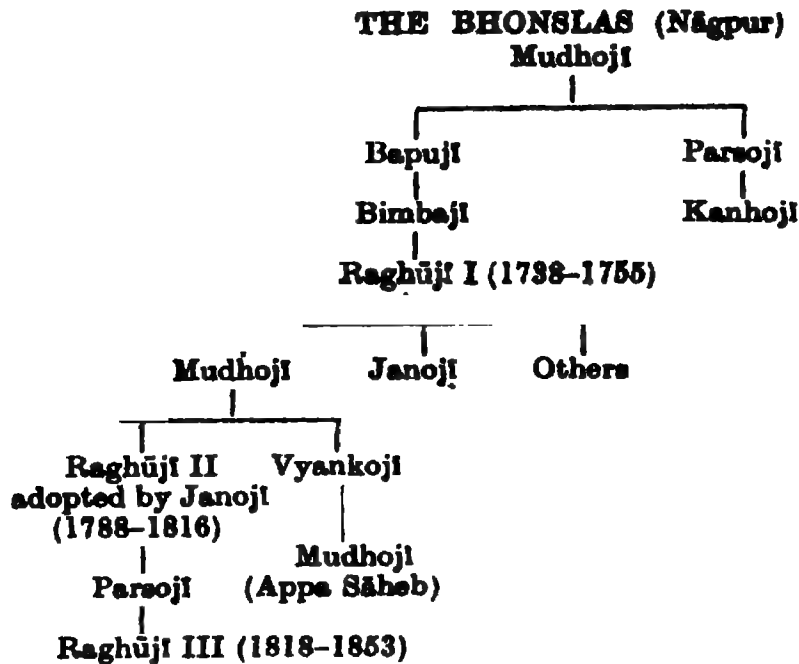 THE BHONSLAS (Nāgpur)
Mudhojī
Bapujī Parsojī
Bimbajī Kanhojī
Raghūjī I (1738–1755)
Mudhojī Janojī Others
Raghūjī II Vyankojī
adopted by Janojī
(1788–1816)
Mudhojī
Parsojī (Appa Sāheb)
Raghūjī III (1818–1853)